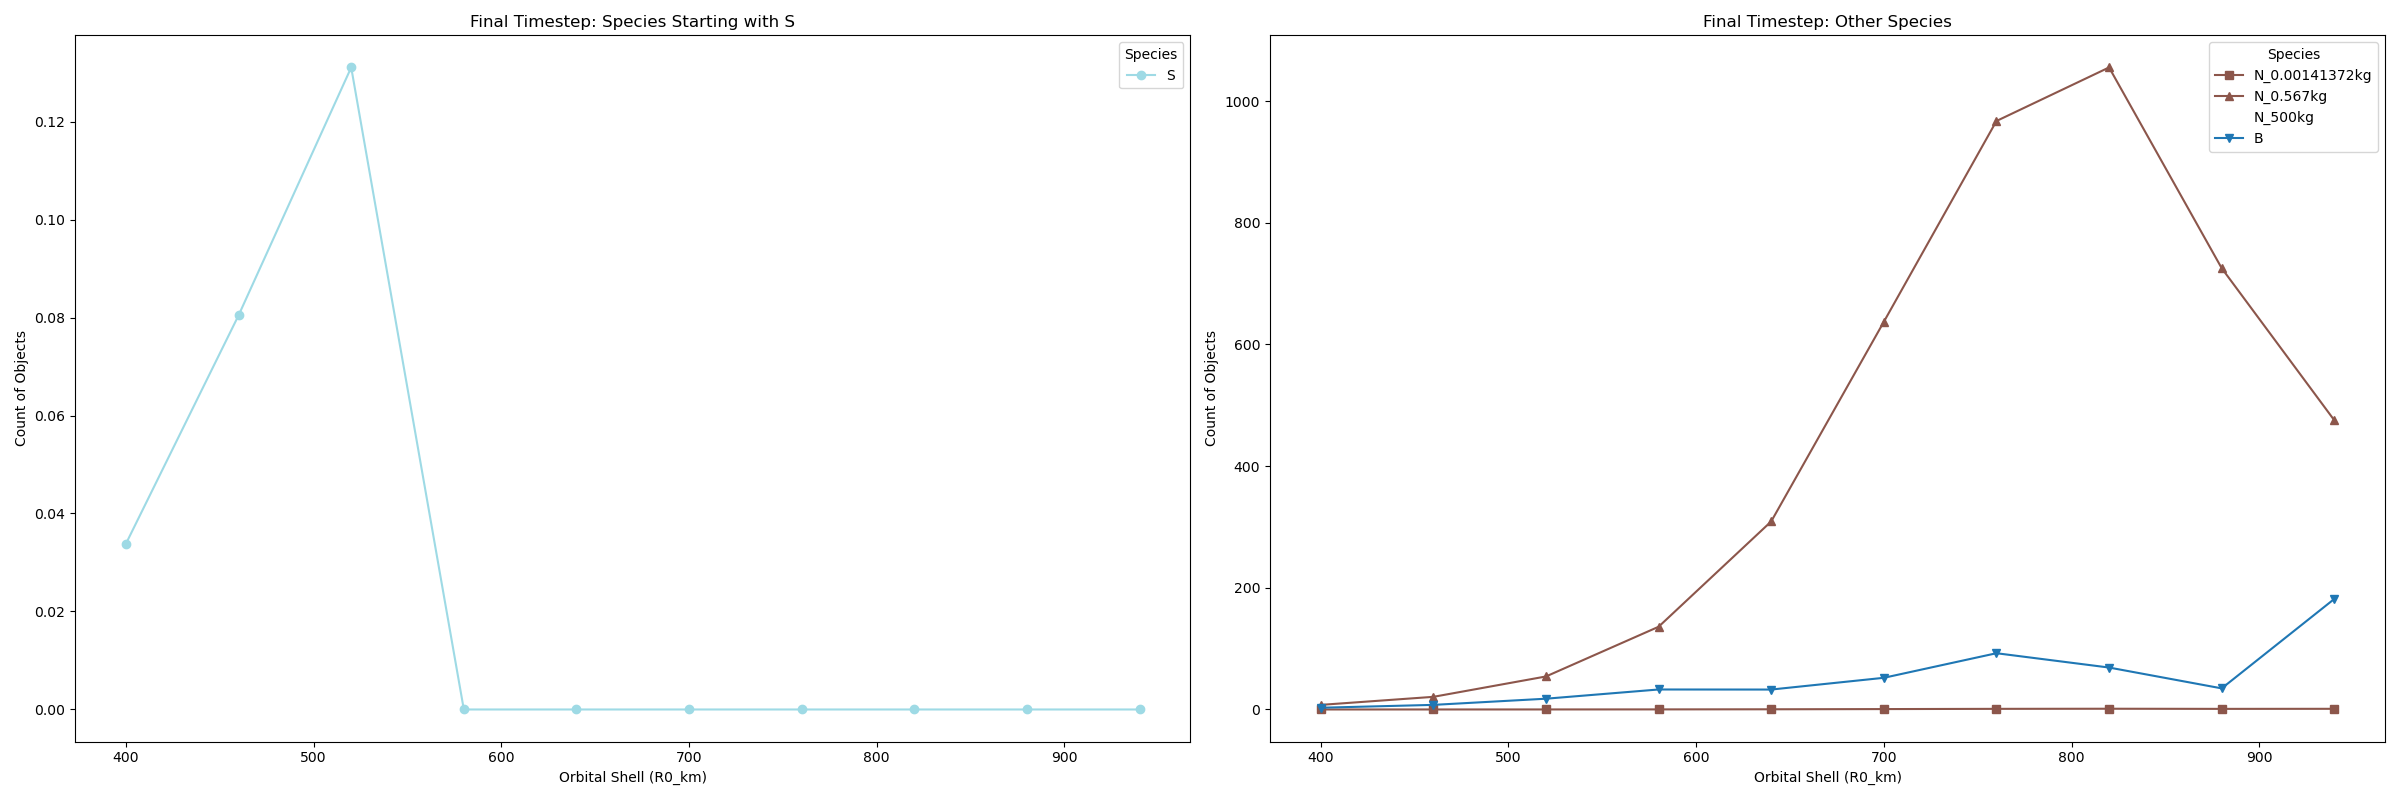 Final Timestep: Species Starting with S
Count of Objects
0.12
0.10
0.08
0.06
0.04
0.02
0.00
400 500 600 700 800 900
Orbital Shell (R0_km)
Species
S
Final Timestep: Other Species
Count of Objects
1000
800
600
400
200
0
400 500 600 700 800 900
Orbital Shell (R0_km)
Species
N_0.00141372kg
N_0.567kg
N_500kg
B